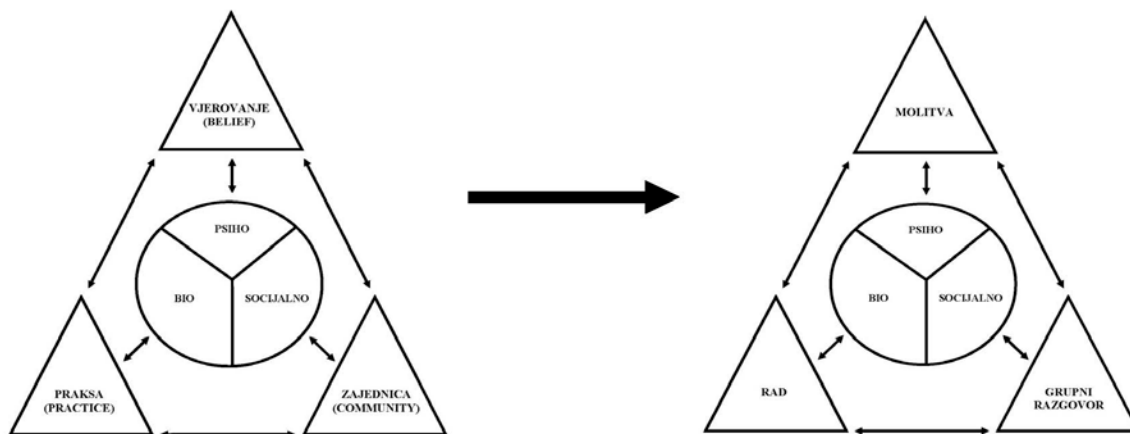 VJEROVANJE
(BELIEF)
PSIHO
BIO
SOCIJALNO
PRAKSA
(PRACTICE)
ZAJEDNICA
(COMMUNITY)
MOLITVA
PSIHO
BIO
SOCIJALNO
RAD
GRUPNI
RAZGOVOR